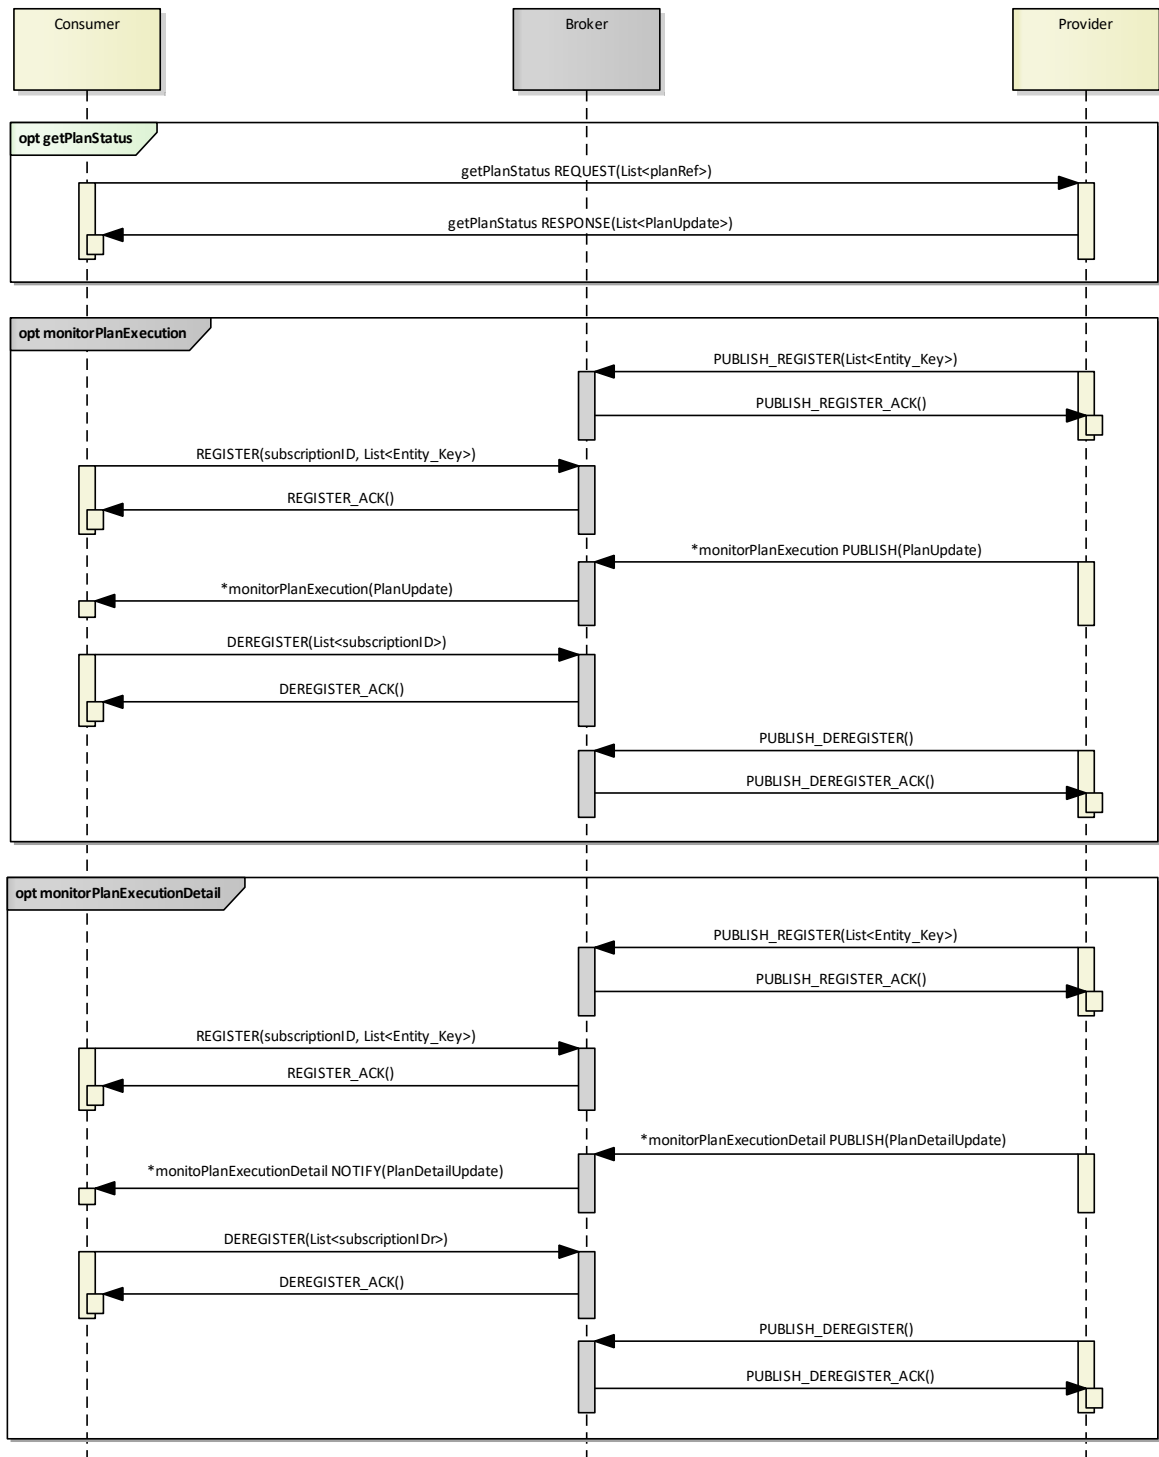 Consumer
Broker
Provider
opt getPlanStatus
getPlanStatus REQUEST(List<planRef>)
getPlanStatus RESPONSE(List<PlanUpdate>)
opt monitorPlanExecution
PUBLISH_REGISTER(List<Entity_Key>)
PUBLISH_REGISTER_ACK()
REGISTER(subscriptionID, List<Entity_Key>)
REGISTER_ACK()
*monitorPlanExecution PUBLISH(PlanUpdate)
*monitorPlanExecution(PlanUpdate)
DEREGISTER(List<subscriptionID>)
DEREGISTER_ACK()
PUBLISH_DEREGISTER()
PUBLISH_DEREGISTER_ACK()
opt monitorPlanExecutionDetail
PUBLISH_REGISTER(List<Entity_Key>)
PUBLISH_REGISTER_ACK()
REGISTER(subscriptionID, List<Entity_Key>)
REGISTER_ACK()
*monitorPlanExecutionDetail PUBLISH(PlanDetailUpdate)
*monitoPlanExecutionDetail NOTIFY(PlanDetailUpdate)
DEREGISTER(List<subscriptionIDr>)
DEREGISTER_ACK()
PUBLISH_DEREGISTER()
PUBLISH_DEREGISTER_ACK()